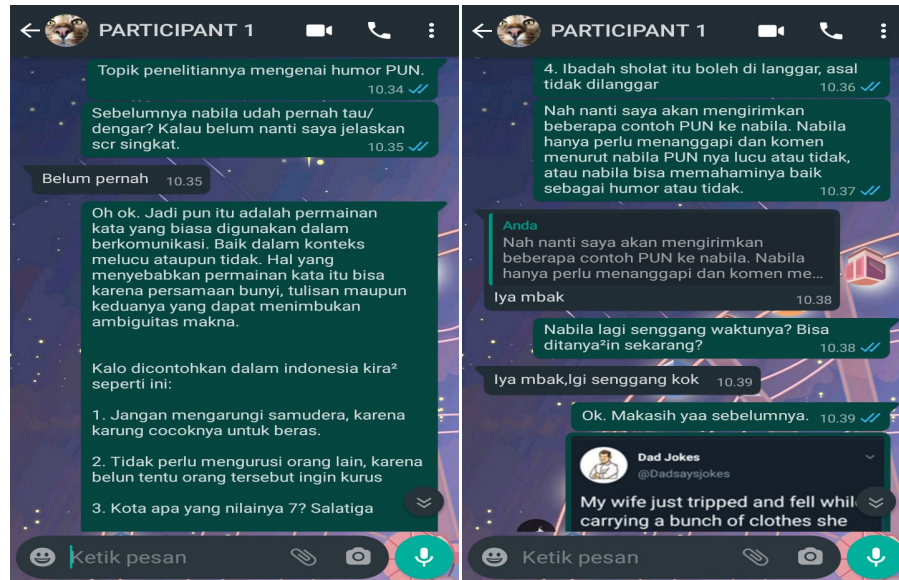 PARTICIPANT 1
Topik penelitiannya mengenai humor PUN.
10.34
Sebelumnya nabila udah pernah tau/
dengar? Kalau belum nanti saya jelaskan
scr singkat.
10.35
Belum pernah 10.35
Oh ok. Jadi pun itu adalah permainan
kata yang biasa digunakan dalam
berkomunikasi. Baik dalam konteks
melucu ataupun tidak. Hal yang
menyebabkan permainan kata itu bisa
karena persamaan bunyi, tulisan maupun
keduanya yang dapat menimbukan
ambiguitas makna.
Kalo dicontohkan dalam indonesia kira²
seperti ini:
1. Jangan mengarungi samudera, karena
karung cocoknya untuk beras.
2. Tidak perlu mengurusi orang lain, karena
belun tentu orang tersebut ingin kurus
3. Kota apa yang nilainya 7? Salatiga
Ketik pesan
PARTICIPANT 1
4. Ibadah sholat itu boleh di langgar, asal
tidak dilanggar
10.36
Nah nanti saya akan mengirimkan
beberapa contoh PUN ke nabila. Nabila
hanya perlu menanggapi dan komen
menurut nabila PUN nya lucu atau tidak,
atau nabila bisa memahaminya baik
sebagai humor atau tidak.
10.37
Anda
Nah nanti saya akan mengirimkan
beberapa contoh PUN ke nabila. Nabila
hanya perlu menanggapi dan komen me...
Iya mbak
10.38
Nabila lagi senggang waktunya? Bisa
ditanya²in sekarang?
10.38
Iya mbak,lgi senggang kok 10.39
Ok. Makasih yaa sebelumnya. 10.39
Dad Jokes
@Dadsaysjokes
My wife just tripped and fell whil
carrying a bunch of clothes she
Ketik pesan